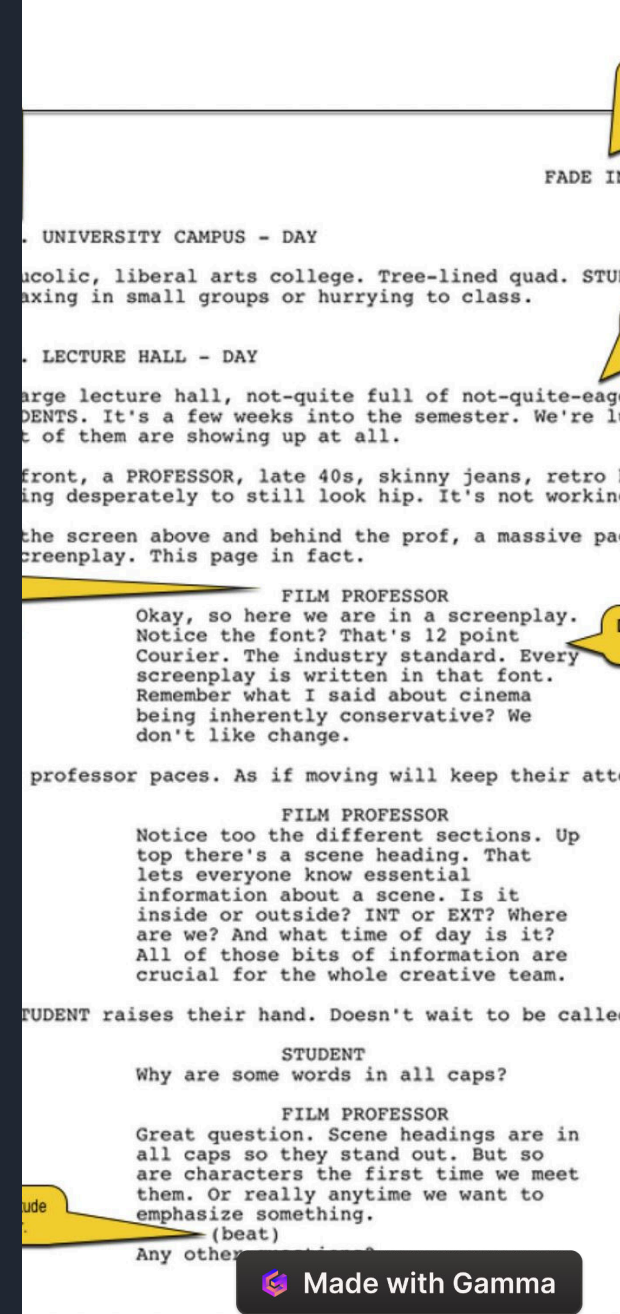 FADE IN
. UNIVERSITY CAMPUS - DAY
ucolic, liberal arts college. Tree-lined quad. STU
axing in small groups or hurrying to class.
. LECTURE HALL - DAY
arge lecture hall, not-quite full of not-quite-eag
DENTS. It's a few weeks into the semester. We're lu
t of them are showing up at all.
front, a PROFESSOR, late 40s, skinny jeans, retro
ing desperately to still look hip. It's not workin
the screen above and behind the prof, a massive pa
creenplay. This page in fact.
FILM PROFESSOR
Okay, so here we are in a screenplay.
Notice the font? That's 12 point
Courier. The industry standard. Every
screenplay is written in that font.
Remember what I said about cinema
being inherently conservative? We
don't like change.
professor paces. As if moving will keep their atte
FILM PROFESSOR
Notice too the different sections. Up
top there's a scene heading. That
lets everyone know essential
information about a scene. Is it
inside or outside? INT or EXT? Where
are we? And what time of day is it?
All of those bits of information are
crucial for the whole creative team.
TUDENT raises their hand. Doesn't wait to be calle
STUDENT
Why are some words in all caps?
FILM PROFESSOR
Great question. Scene headings are in
all caps so they stand out. But so
are characters the first time we meet
them. Or really anytime we want to
emphasize something.
ude
(beat)
Any other
Made with Gamma